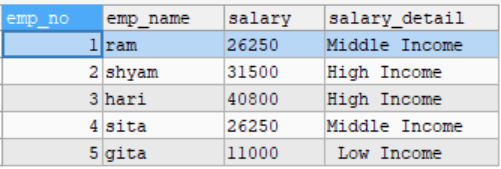 emp_no emp_name salary salary_detail
1 ram 26250 Middle Income
2 shyam 31500 High Income
3 hari 40800 High Income
4 sita 26250 Middle Income
5 gita 11000 Low Income